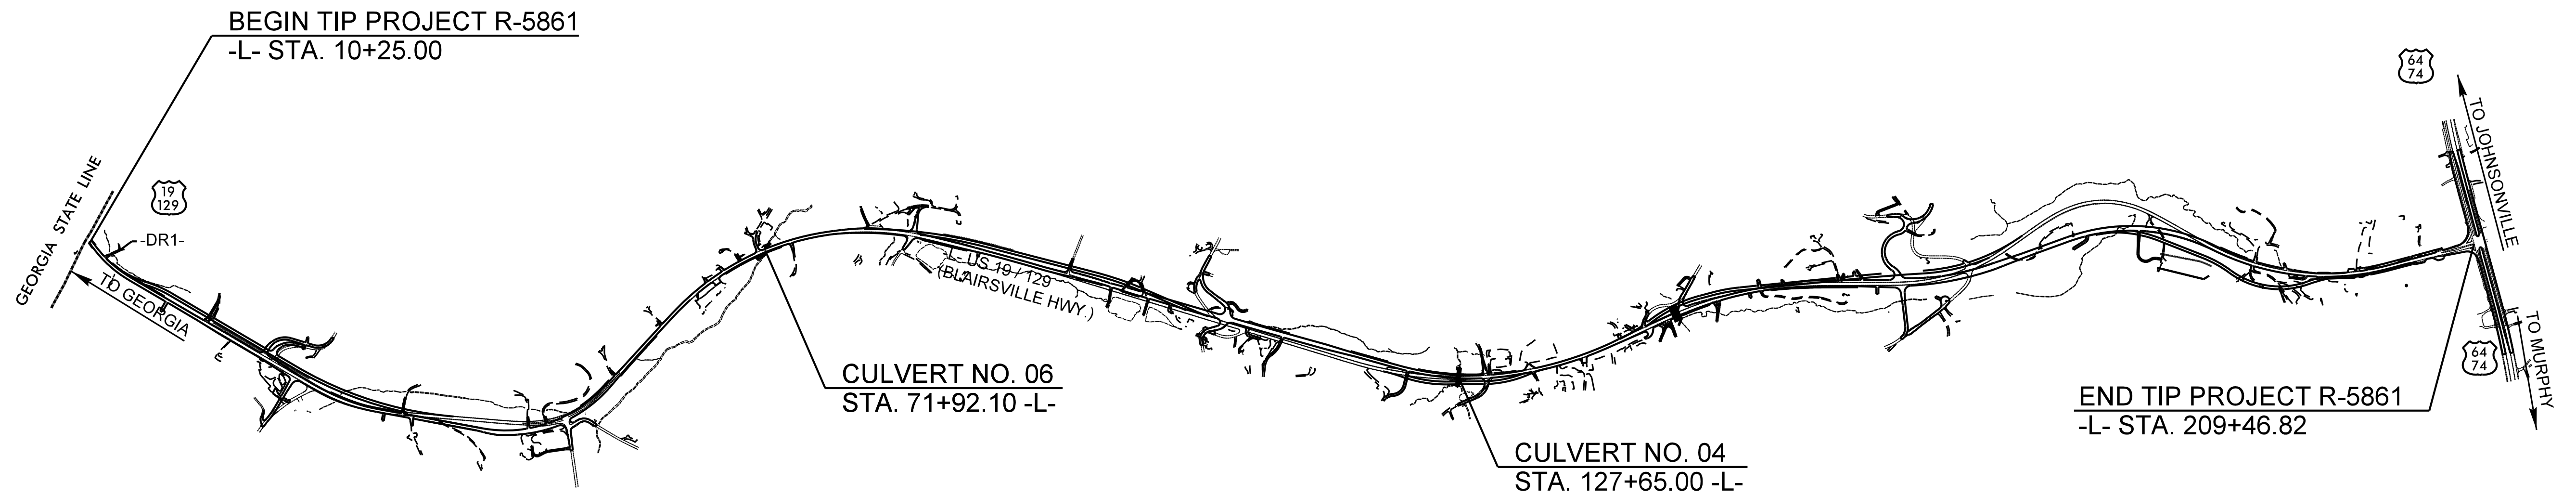 BEGIN TIP PROJECT R-5861
-L- STA. 10+25.00
GEORGIA STATE LINE
19
129
-DR1-
TO GEORGIA
-L- US 19 / 129
(BLAIRSVILLE HWY.)
CULVERT NO. 06
STA. 71+92.10 -L-
CULVERT NO. 04
STA. 127+65.00 -L-
64
74
TO JOHNSONVILLE
64
74
TO MURPHY
END TIP PROJECT R-5861
-L- STA. 209+46.82